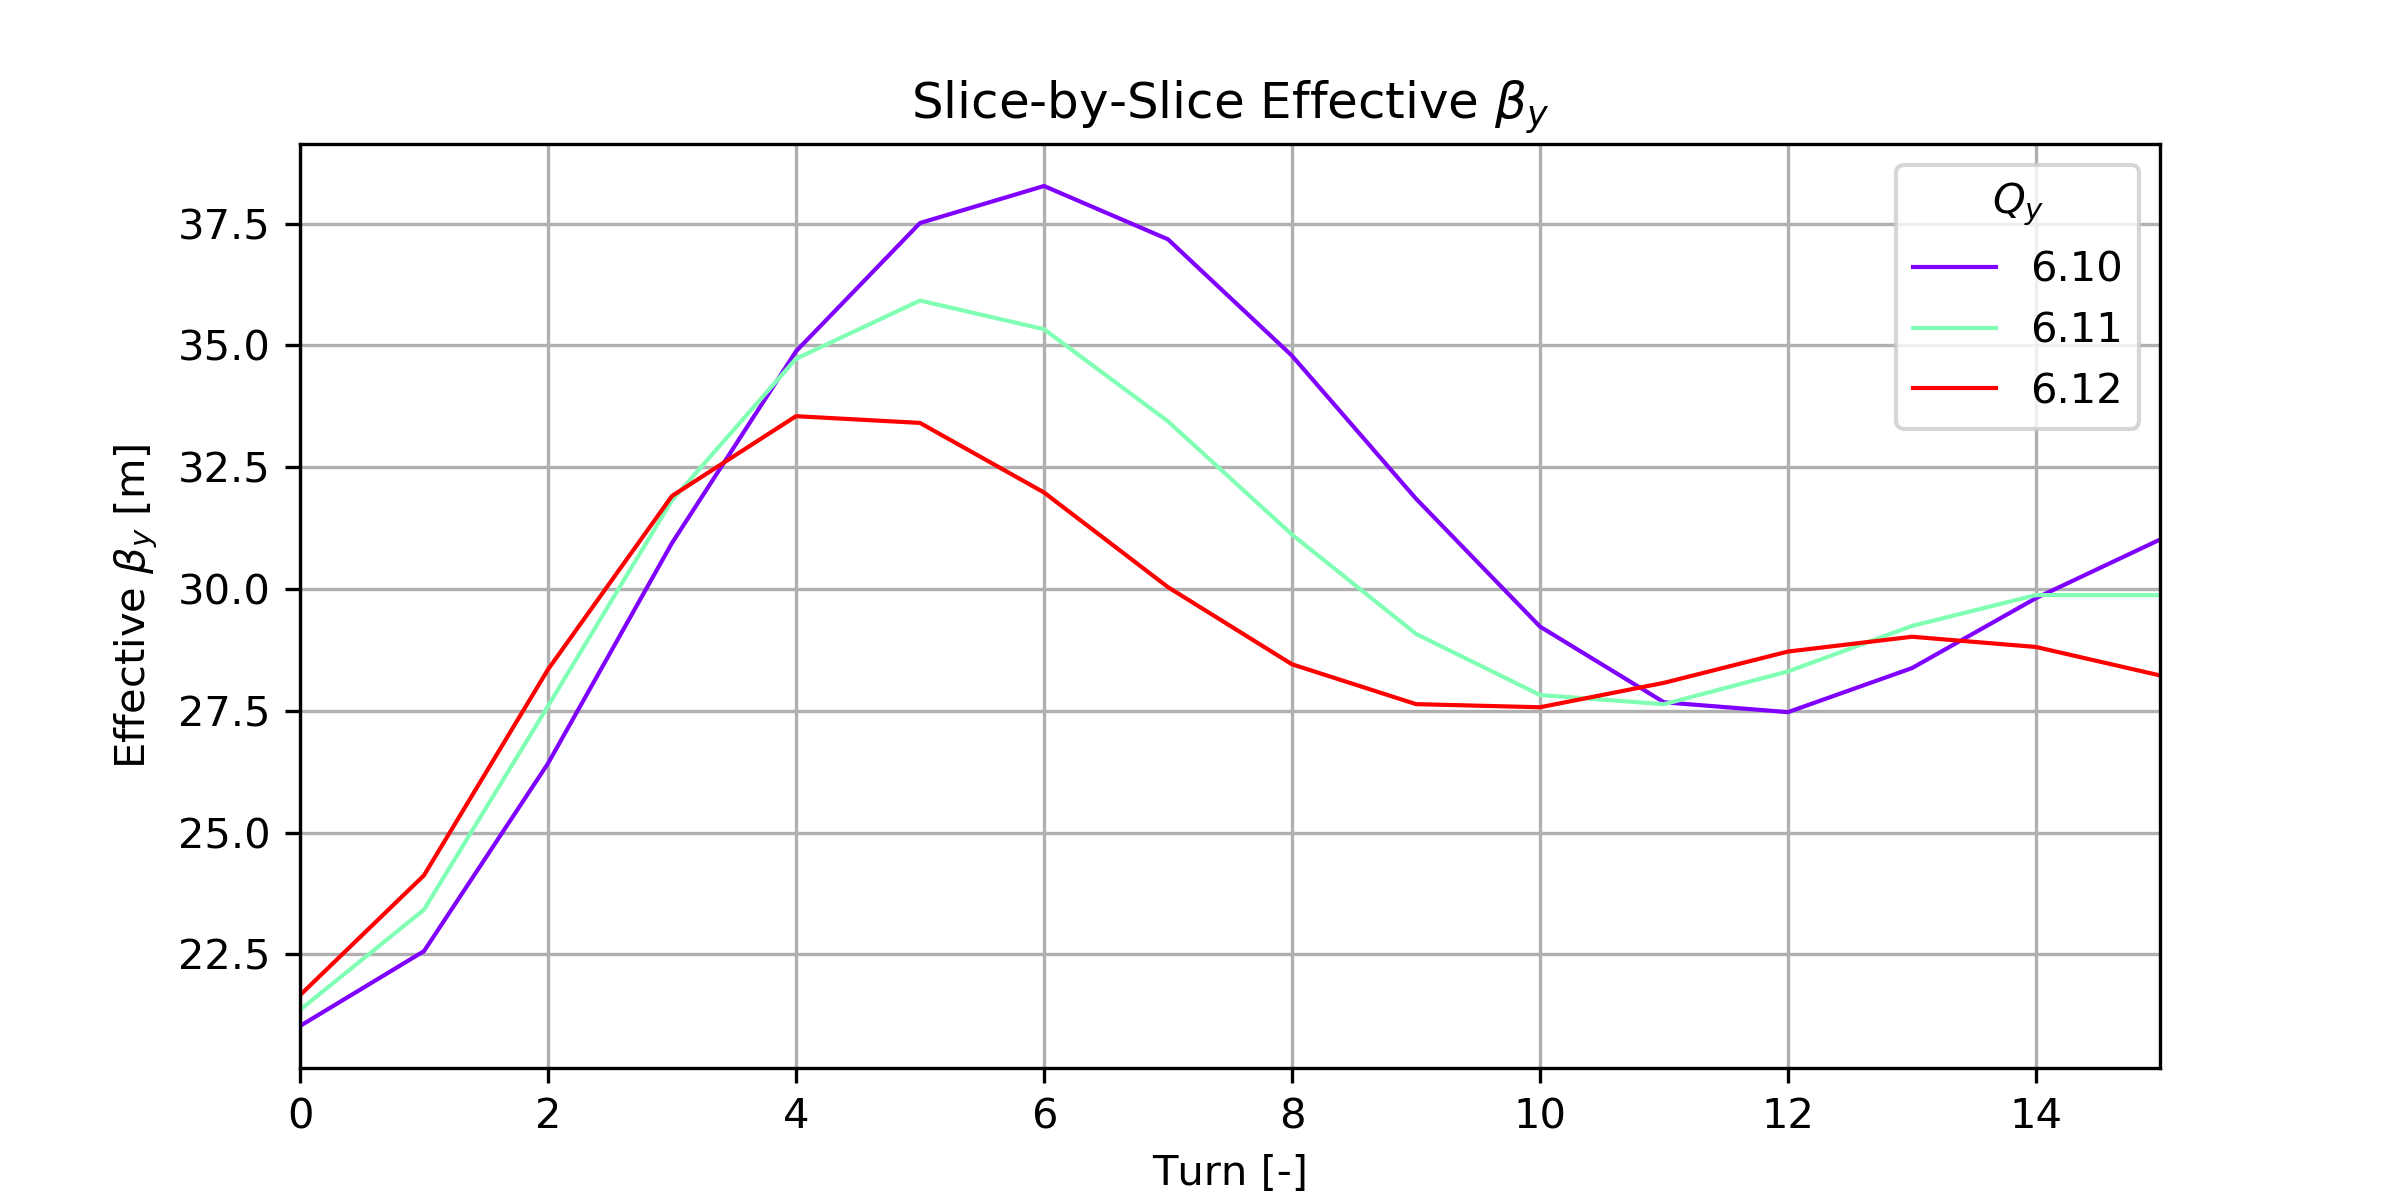 Slice-by-Slice Effective βy
Effective βy [m]
37.5
35.0
32.5
30.0
27.5
25.0
22.5
Qy
6.10
6.11
6.12
0 2 4 6 8 10 12 14
Turn [-]